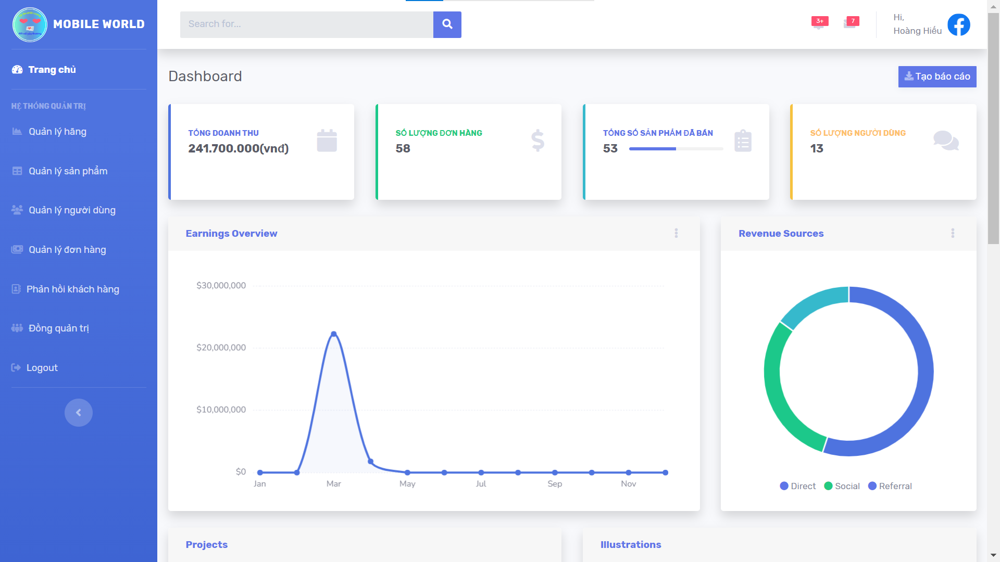 MOBILE WORLD
Search for...
3+
7
Hi,
Hoàng Hiếu
Trang chủ
HỆ THỐNG QUẢN TRỊ
Quản lý hãng
Quản lý sản phẩm
Quản lý người dùng
Quản lý đơn hàng
Phản hồi khách hàng
Đồng quản trị
Logout
Dashboard
Tạo báo cáo
TỔNG DOANH THU
241.700.000(vnđ)
SỐ LƯỢNG ĐƠN HÀNG
58
TỔNG SỐ SẢN PHẨM ĐÃ BÁN
53
SỐ LƯỢNG NGƯỜI DÙNG
13
Earnings Overview
$30,000,000
$20,000,000
$10,000,000
$0
Jan Mar May Jul Sep Nov
Revenue Sources
Direct Social Referral
Projects
Illustrations